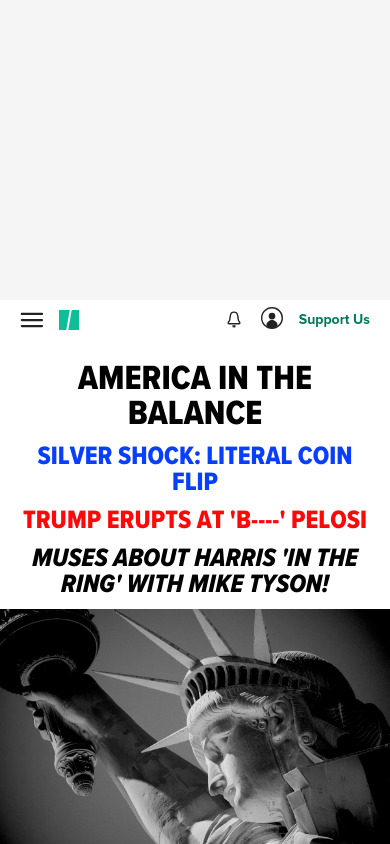 Support Us
AMERICA IN THE
BALANCE
SILVER SHOCK: LITERAL COIN
FLIP
TRUMP ERUPTS AT 'B----' PELOSI
MUSES ABOUT HARRIS 'IN THE
RING' WITH MIKE TYSON!